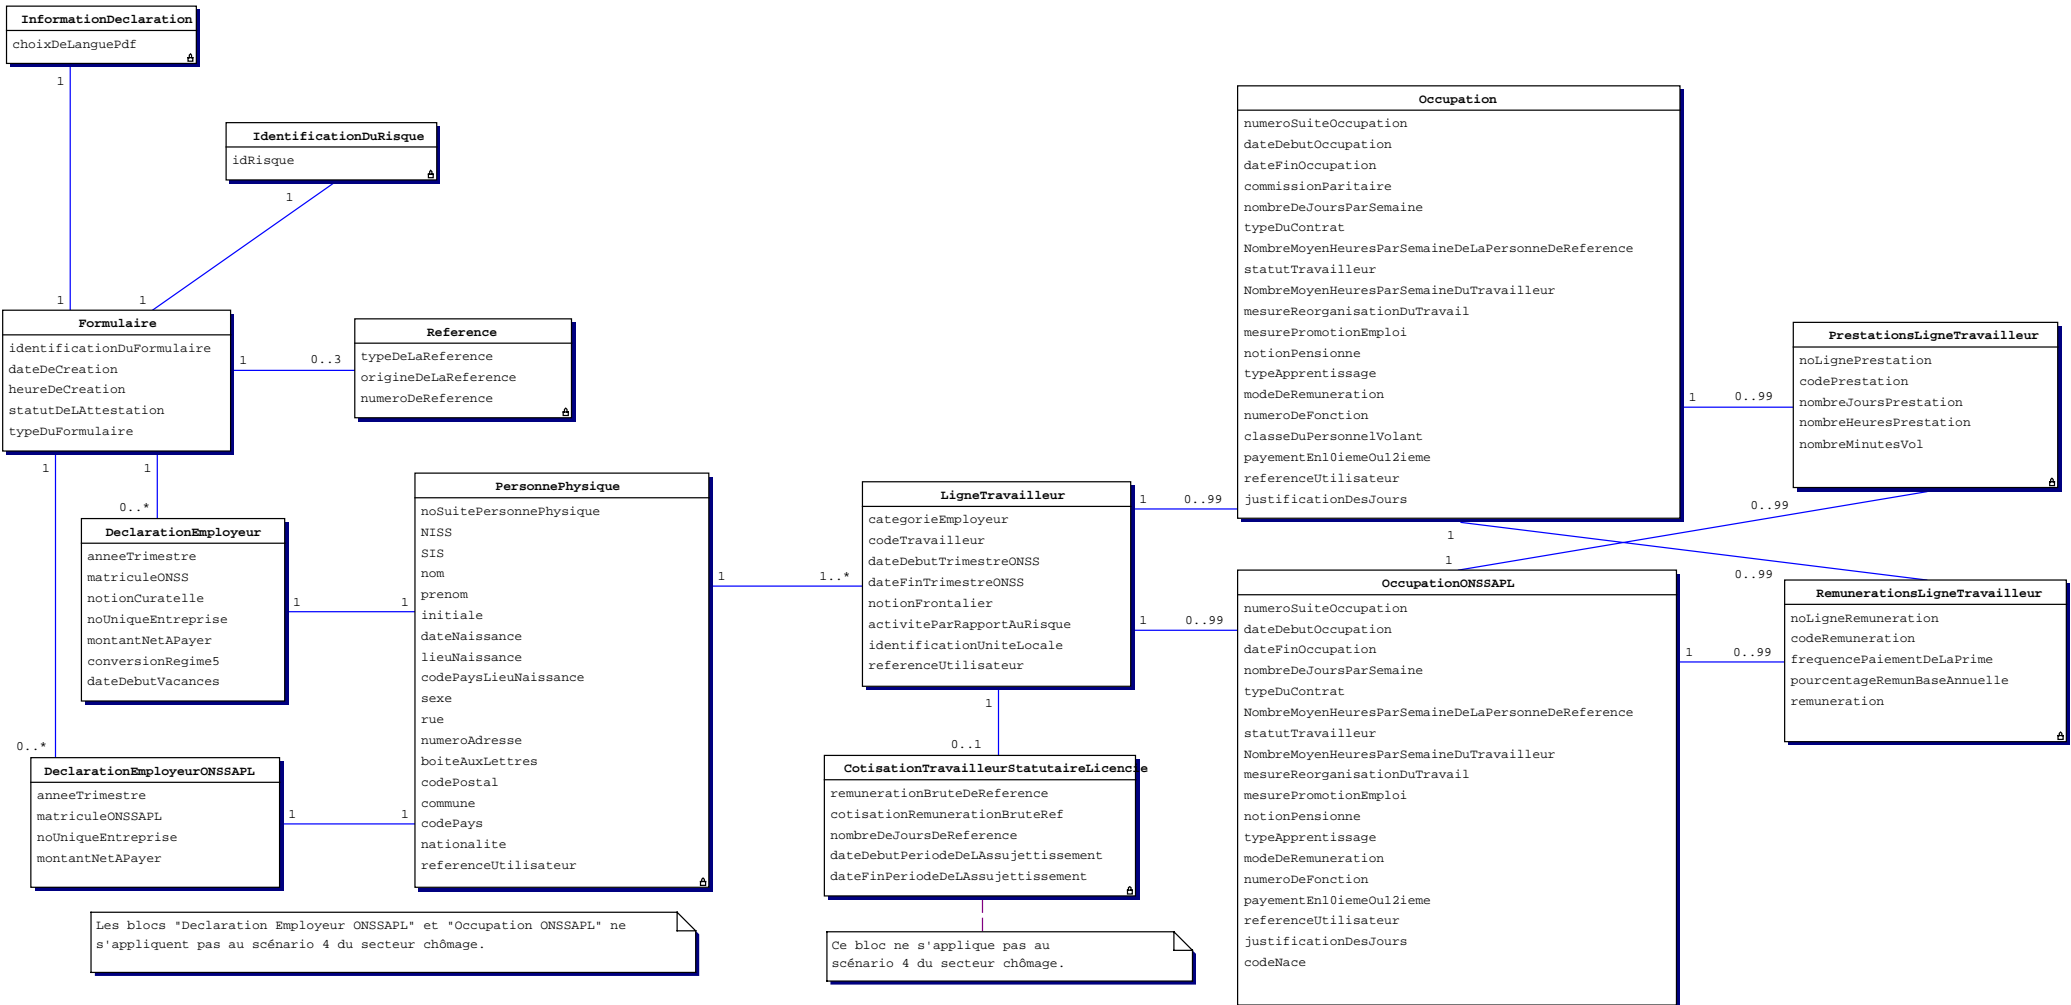 InformationDeclaration
choixDeLanguePdf
1
IdentificationDuRisque
idRisque
1
1
1
Formulaire
identificationDuFormulaire
dateDeCreation
heureDeCreation
statutDeLAttestation
typeDuFormulaire
1
0..3
Reference
typeDeLaReference
origineDeLaReference
numeroDeReference
1
1
0..*
DeclarationEmployeur
anneeTrimestre
matriculeONSS
notionCuratelle
noUniqueEntreprise
montantNetAPayer
conversionRegime5
dateDebutVacances
1
1
0..*
DeclarationEmployeurONSSAPL
anneeTrimestre
matriculeONSSAPL
noUniqueEntreprise
montantNetAPayer
1
1
PersonnePhysique
noSuitePersonnePhysique
NISS
SIS
nom
prenom
initiale
dateNaissance
lieuNaissance
codePaysLieuNaissance
sexe
rue
numeroAdresse
boiteAuxLettres
codePostal
commune
codePays
nationalite
referenceUtilisateur
1
1..*
LigneTravailleur
categorieEmployeur
codeTravailleur
dateDebutTrimestreONSS
dateFinTrimestreONSS
notionFrontalier
activiteParRapportAuRisque
identificationUniteLocale
referenceUtilisateur
1
0..99
1
0..99
1
0..1
CotisationTravailleurStatutaireLicencie
remunerationBruteDeReference
cotisationRemunerationBruteRef
nombreDeJoursDeReference
dateDebutPeriodeDeLAssujettissement
dateFinPeriodeDeLAssujettissement
Occupation
numeroSuiteOccupation
dateDebutOccupation
dateFinOccupation
commissionParitaire
nombreDeJoursParSemaine
typeDuContrat
NombreMoyenHeuresParSemaineDeLaPersonneDeReference
statutTravailleur
NombreMoyenHeuresParSemaineDuTravailleur
mesureReorganisationDuTravail
mesurePromotionEmploi
notionPensionne
typeApprentissage
modeDeRemuneration
numeroDeFonction
classeDuPersonnelVolant
payementEn10iemeOu12ieme
referenceUtilisateur
justificationDesJours
1
0..99
PrestationsLigneTravailleur
noLignePrestation
codePrestation
nombreJoursPrestation
nombreHeuresPrestation
nombreMinutesVol
0..99
1
1
0..99
OccupationONSSAPL
numeroSuiteOccupation
dateDebutOccupation
dateFinOccupation
nombreDeJoursParSemaine
typeDuContrat
NombreMoyenHeuresParSemaineDeLaPersonneDeReference
statutTravailleur
NombreMoyenHeuresParSemaineDuTravailleur
mesureReorganisationDuTravail
mesurePromotionEmploi
notionPensionne
typeApprentissage
modeDeRemuneration
numeroDeFonction
payementEn10iemeOu12ieme
referenceUtilisateur
justificationDesJours
codeNace
1
0..99
RemunerationsLigneTravailleur
noLigneRemuneration
codeRemuneration
frequencePaiementDeLaPrime
pourcentageRemunBaseAnnuelle
remuneration
Les blocs "Declaration Employeur ONSSAPL" et "Occupation ONSSAPL" ne
s'appliquent pas au scénario 4 du secteur chômage.
Ce bloc ne s'applique pas au
scénario 4 du secteur chômage.